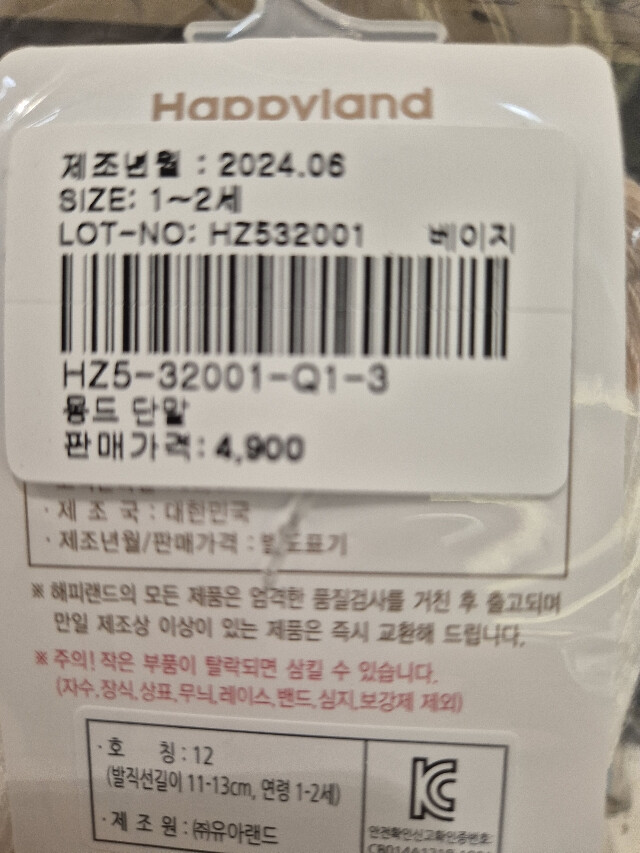 Happyland
제조년월 : 2024.06
SIZE: 1~2세
LOT-NO: HZ532001 베이지
HZ5-32001-Q1-3
몽드 단말
판매가격: 4,900
· 제 조 국 : 대한민국
· 제조년월/판매가격 : 별도표기
※ 해피랜드의 모든 제품은 엄격한 품질검사를 거친 후 출고되며
만일 제조상 이상이 있는 제품은 즉시 교환해 드립니다.
※ 주의! 작은 부품이 탈락되면 삼킬 수 있습니다.
(자수,장식,상표,무늬,레이스,밴드,심지,보강제 제외)
· 호 칭 : 12
(발직선길이 11-13cm, 연령 1-2세)
· 제 조 원 : ㈜유아랜드
안전확인신고확인증번호: